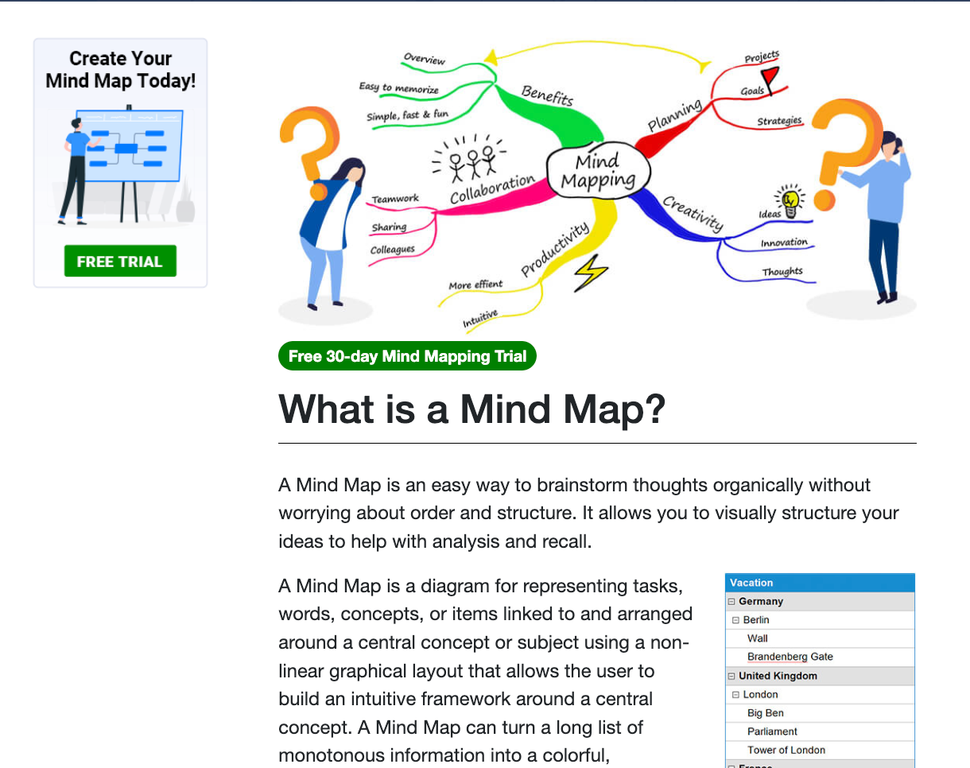 Create Your
Mind Map Today!
FREE TRIAL
Overview
Easy to memorize
Simple, fast & fun
Benefits
Projects
Goals
Strategies
Planning
Mind
Mapping
Collaboration
Teamwork
Sharing
Colleagues
Creativity
Ideas
Innovation
Thoughts
Productivity
More effient
Intuitive
Free 30-day Mind Mapping Trial
What is a Mind Map?
A Mind Map is an easy way to brainstorm thoughts organically without
worrying about order and structure. It allows you to visually structure your
ideas to help with analysis and recall.
A Mind Map is a diagram for representing tasks,
words, concepts, or items linked to and arranged
around a central concept or subject using a non-
linear graphical layout that allows the user to
build an intuitive framework around a central
concept. A Mind Map can turn a long list of
monotonous information into a colorful,
Vacation
Germany
Berlin
Wall
Brandenberg Gate
United Kingdom
London
Big Ben
Parliament
Tower of London
France